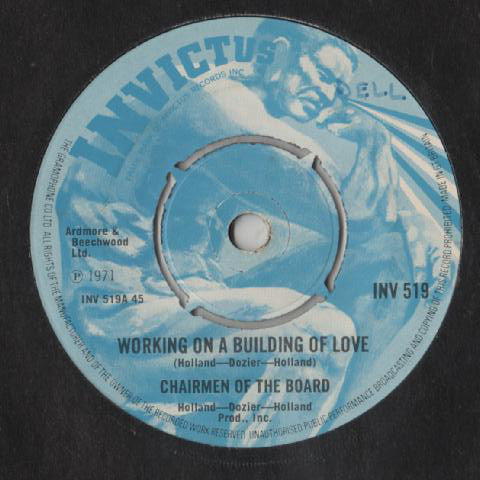 INVICTUS
INVICTUS RECORDS INC
DELL
THE GRAMOPHONE CO LTD. ALL RIGHTS OF THE MANUFACTURER AND OF THE OWNER OF THE RECORDED WORK RESERVED. UNAUTHORISED PUBLIC PERFORMANCE BROADCASTING AND COPYING OF THIS RECORD PROHIBITED. MADE IN GT BRITAIN
Ardmore &
Beechwood
Ltd.
Ⓟ 1971
INV 519A 45
INV 519
WORKING ON A BUILDING OF LOVE
(Holland—Dozier—Holland)
CHAIRMEN OF THE BOARD
Holland—Dozier—Holland
Prod., Inc.